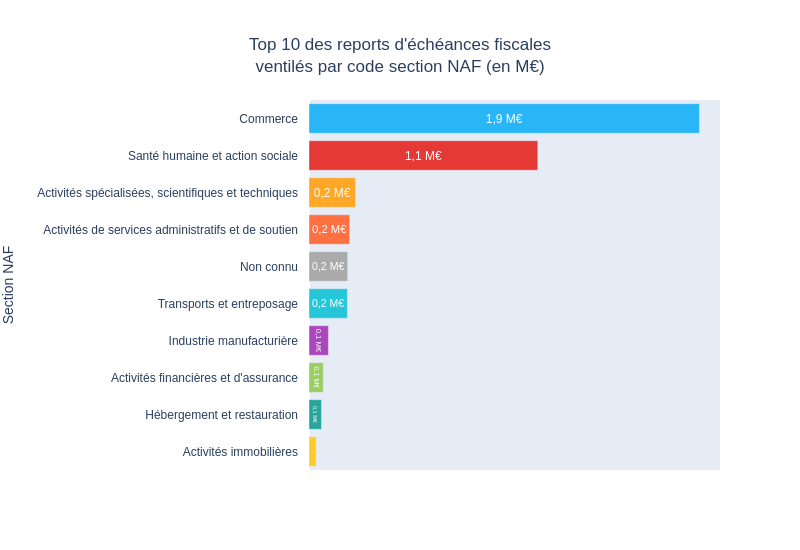 Top 10 des reports d'échéances fiscales
ventilés par code section NAF (en M€)
Section NAF
Commerce 1,9 M€
Santé humaine et action sociale 1,1 M€
Activités spécialisées, scientifiques et techniques 0,2 M€
Activités de services administratifs et de soutien 0,2 M€
Non connu 0,2 M€
Transports et entreposage 0,2 M€
Industrie manufacturière 0,1 M€
Activités financières et d'assurance 0,1 M€
Hébergement et restauration 0,1 M€
Activités immobilières